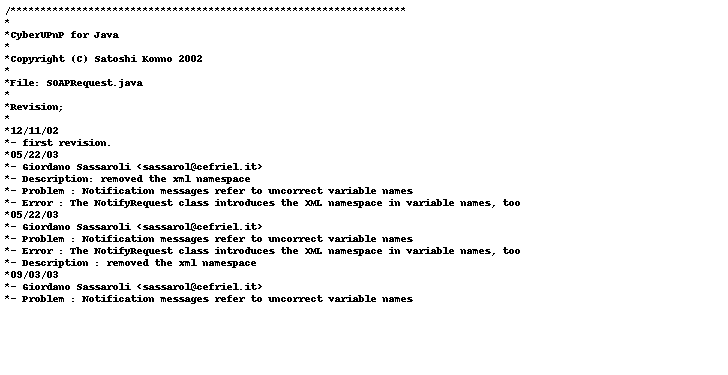 /******************************************************************
*
*CyberUPnP for Java
*
*Copyright (C) Satoshi Konno 2002
*
*File: SOAPRequest.java
*
*Revision;
*
*12/11/02
*- first revision.
*05/22/03
*- Giordano Sassaroli <sassarol@cefriel.it>
*- Description: removed the xml namespace
*- Problem : Notification messages refer to uncorrect variable names
*- Error : The NotifyRequest class introduces the XML namespace in variable names, too
*05/22/03
*- Giordano Sassaroli <sassarol@cefriel.it>
*- Problem : Notification messages refer to uncorrect variable names
*- Error : The NotifyRequest class introduces the XML namespace in variable names, too
*- Description : removed the xml namespace
*09/03/03
*- Giordano Sassaroli <sassarol@cefriel.it>
*- Problem : Notification messages refer to uncorrect variable names